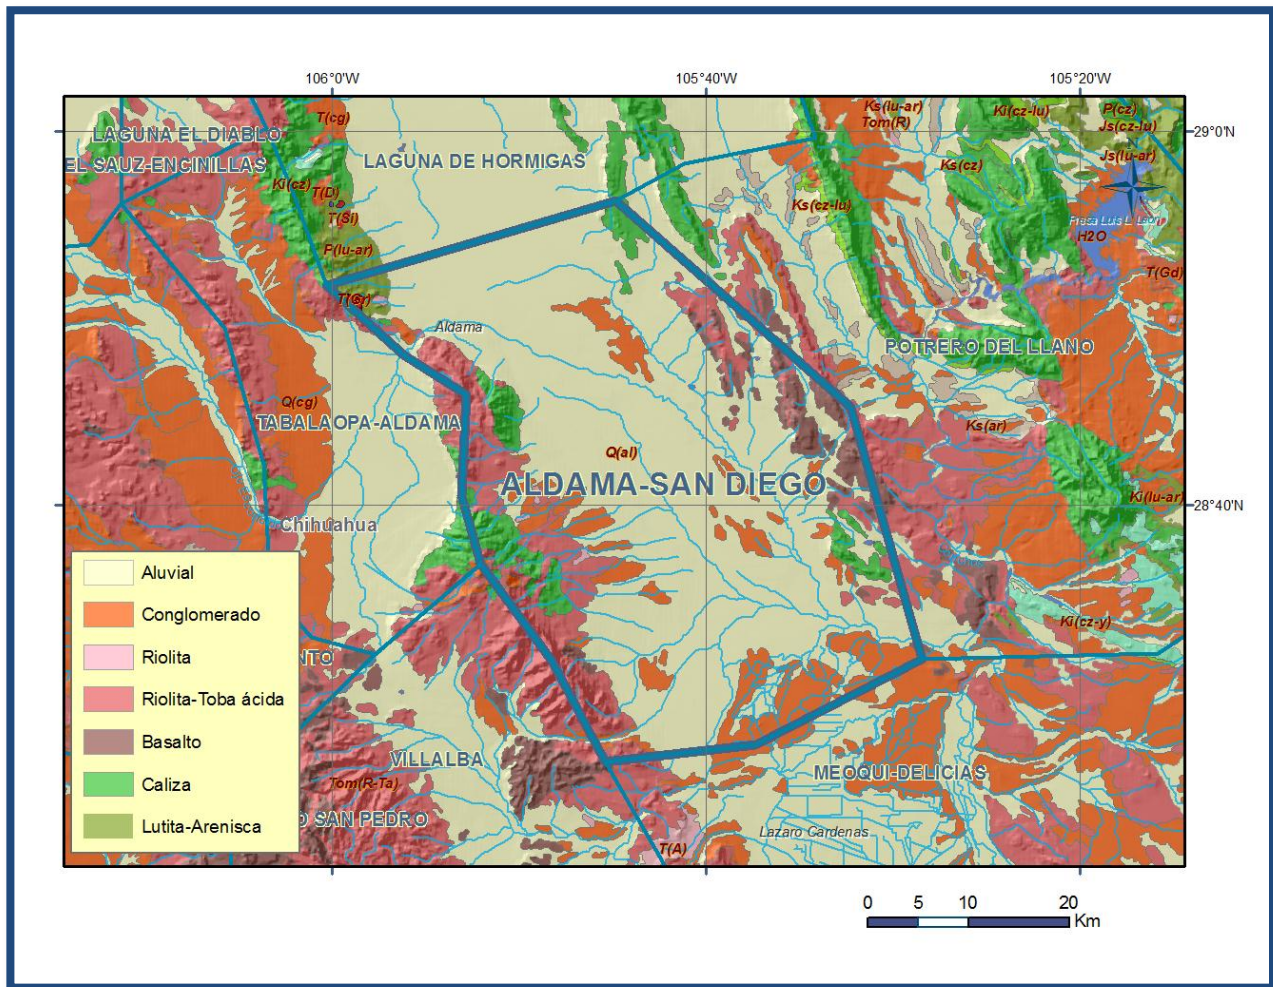 106°0'W
105°40'W
105°20'W
T(cg)
Ks(lu-ar)
Tom(R)
Ki(cz-lu)
P(cz)
Js(cz-lu)
29°0'N
LAGUNA EL DIABLO
EL SAUZ-ENCINILLAS
LAGUNA DE HORMIGAS
Ks(cz)
Js(lu-ar)
Ki(cz)
T(D)
Ks(cz-lu)
T(Si)
Presa Luis L. León
H2O
P(lu-ar)
T(Gd)
T(Gr)
Aldama
POTRERO DEL LLANO
Q(cg)
TABALAOPA-ALDAMA
Ks(ar)
Q(al)
ALDAMA-SAN DIEGO
Ki(lu-ar)
28°40'N
Chihuahua
Aluvial
Conglomerado
Ki(cz-y)
Riolita
NTO
Riolita-Toba ácida
Basalto
VILLALBA
MEOQUI-DELICIAS
Caliza
Tom(R-Ta)
O SAN PEDRO
Lutita-Arenisca
Lazaro Cardenas
T(A)
0 5 10 20
Km